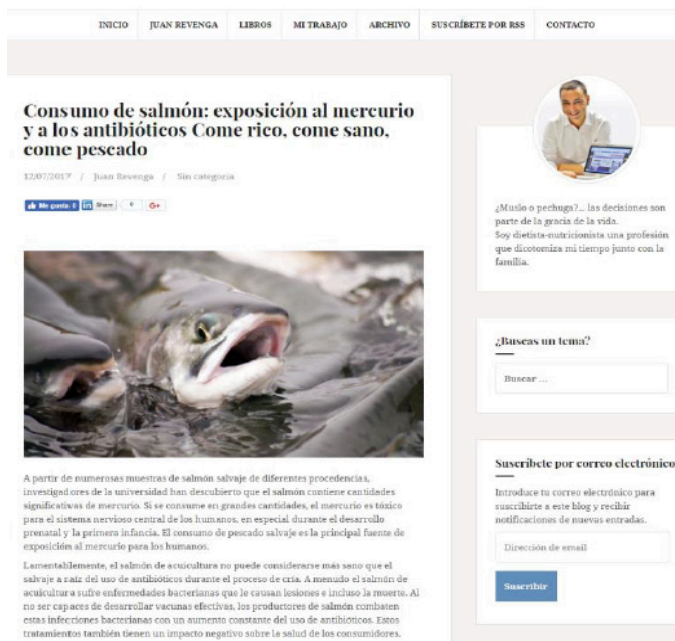 INICIO
JUAN REVENGA
LIBROS
MI TRABAJO
ARCHIVO
SUSCRÍBETE POR RSS
CONTACTO
Consumo de salmón: exposición al mercurio
y a los antibióticos Come rico, come sano,
come pescado
12/07/2017 / Juan Revenga / Sin categoría
Me gusta 0
in Share
0
G+
A partir de numerosas muestras de salmón salvaje de diferentes procedencias,
investigadores de la universidad han descubierto que el salmón contiene cantidades
significativas de mercurio. Si se consume en grandes cantidades, el mercurio es tóxico
para el sistema nervioso central de los humanos, en especial durante el desarrollo
prenatal y la primera infancia. El consumo de pescado salvaje es la principal fuente de
exposición al mercurio para los humanos.
Lamentablemente, el salmón de acuicultura no puede considerarse más sano que el
salvaje a raíz del uso de antibióticos durante el proceso de cría. A menudo el salmón de
acuicultura sufre enfermedades bacterianas que le causan lesiones e incluso la muerte. Al
no ser capaces de desarrollar vacunas efectivas, los productores de salmón combaten
estas infecciones bacterianas con un aumento constante del uso de antibióticos. Estos
tratamientos también tienen un impacto negativo sobre la salud de los consumidores.
¿Muslo o pechuga?... las decisiones son
parte de la gracia de la vida.
Soy dietista-nutricionista una profesión
que dicotomiza mi tiempo junto con la
familia.
¿Buscas un tema?
Buscar ...
Suscríbete por correo electrónico
Introduce tu correo electrónico para
suscribirte a este blog y recibir
notificaciones de nuevas entradas.
Dirección de email
Suscribir